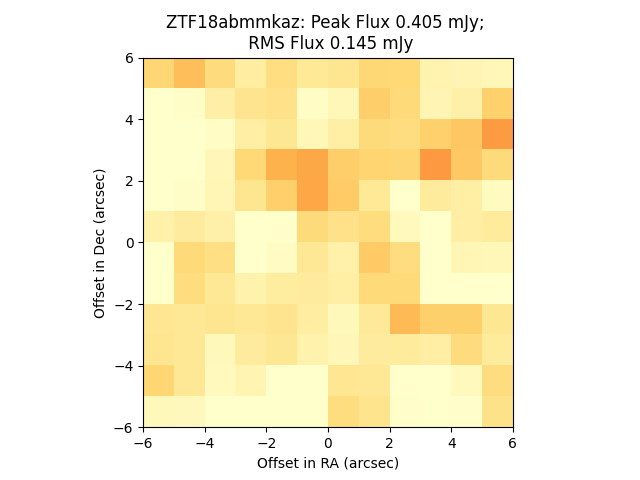 ZTF18abmmkaz: Peak Flux 0.405 mJy;
RMS Flux 0.145 mJy
6
4
2
0
−2
−4
−6
Offset in Dec (arcsec)
−6 −4 −2 0 2 4 6
Offset in RA (arcsec)